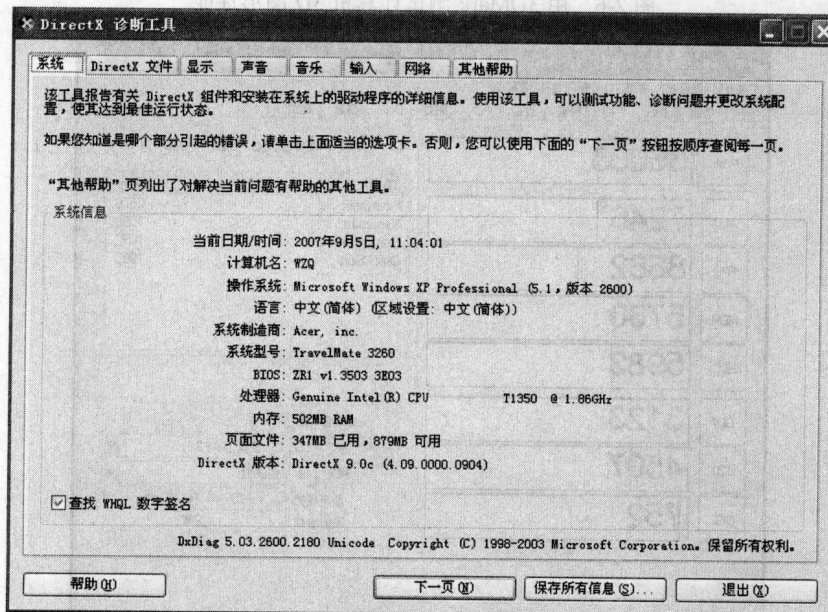 DirectX 诊断工具
系统 DirectX 文件 显示 声音 音乐 输入 网络 其他帮助
该工具报告有关 DirectX 组件和安装在系统上的驱动程序的详细信息。使用该工具，可以测试功能、诊断问题并更改系统配
置，使其达到最佳运行状态。
如果您知道是哪个部分引起的错误，请单击上面适当的选项卡。否则，您可以使用下面的“下一页”按钮按顺序查阅每一页。
“其他帮助”页列出了对解决当前问题有帮助的其他工具。
系统信息
当前日期/时间: 2007年9月5日, 11:04:01
计算机名: WZQ
操作系统: Microsoft Windows XP Professional (5.1，版本 2600)
语言: 中文(简体) (区域设置: 中文(简体))
系统制造商: Acer, inc.
系统型号: TravelMate 3260
BIOS: ZR1 v1.3503 3E03
处理器: Genuine Intel(R) CPU T1350 @ 1.86GHz
内存: 502MB RAM
页面文件: 347MB 已用，879MB 可用
DirectX 版本: DirectX 9.0c (4.09.0000.0904)
查找 WHQL 数字签名
DxDiag 5.03.2600.2180 Unicode Copyright (C) 1998-2003 Microsoft Corporation。保留所有权利。
帮助(H) 下一页(N) 保存所有信息(S)... 退出(X)